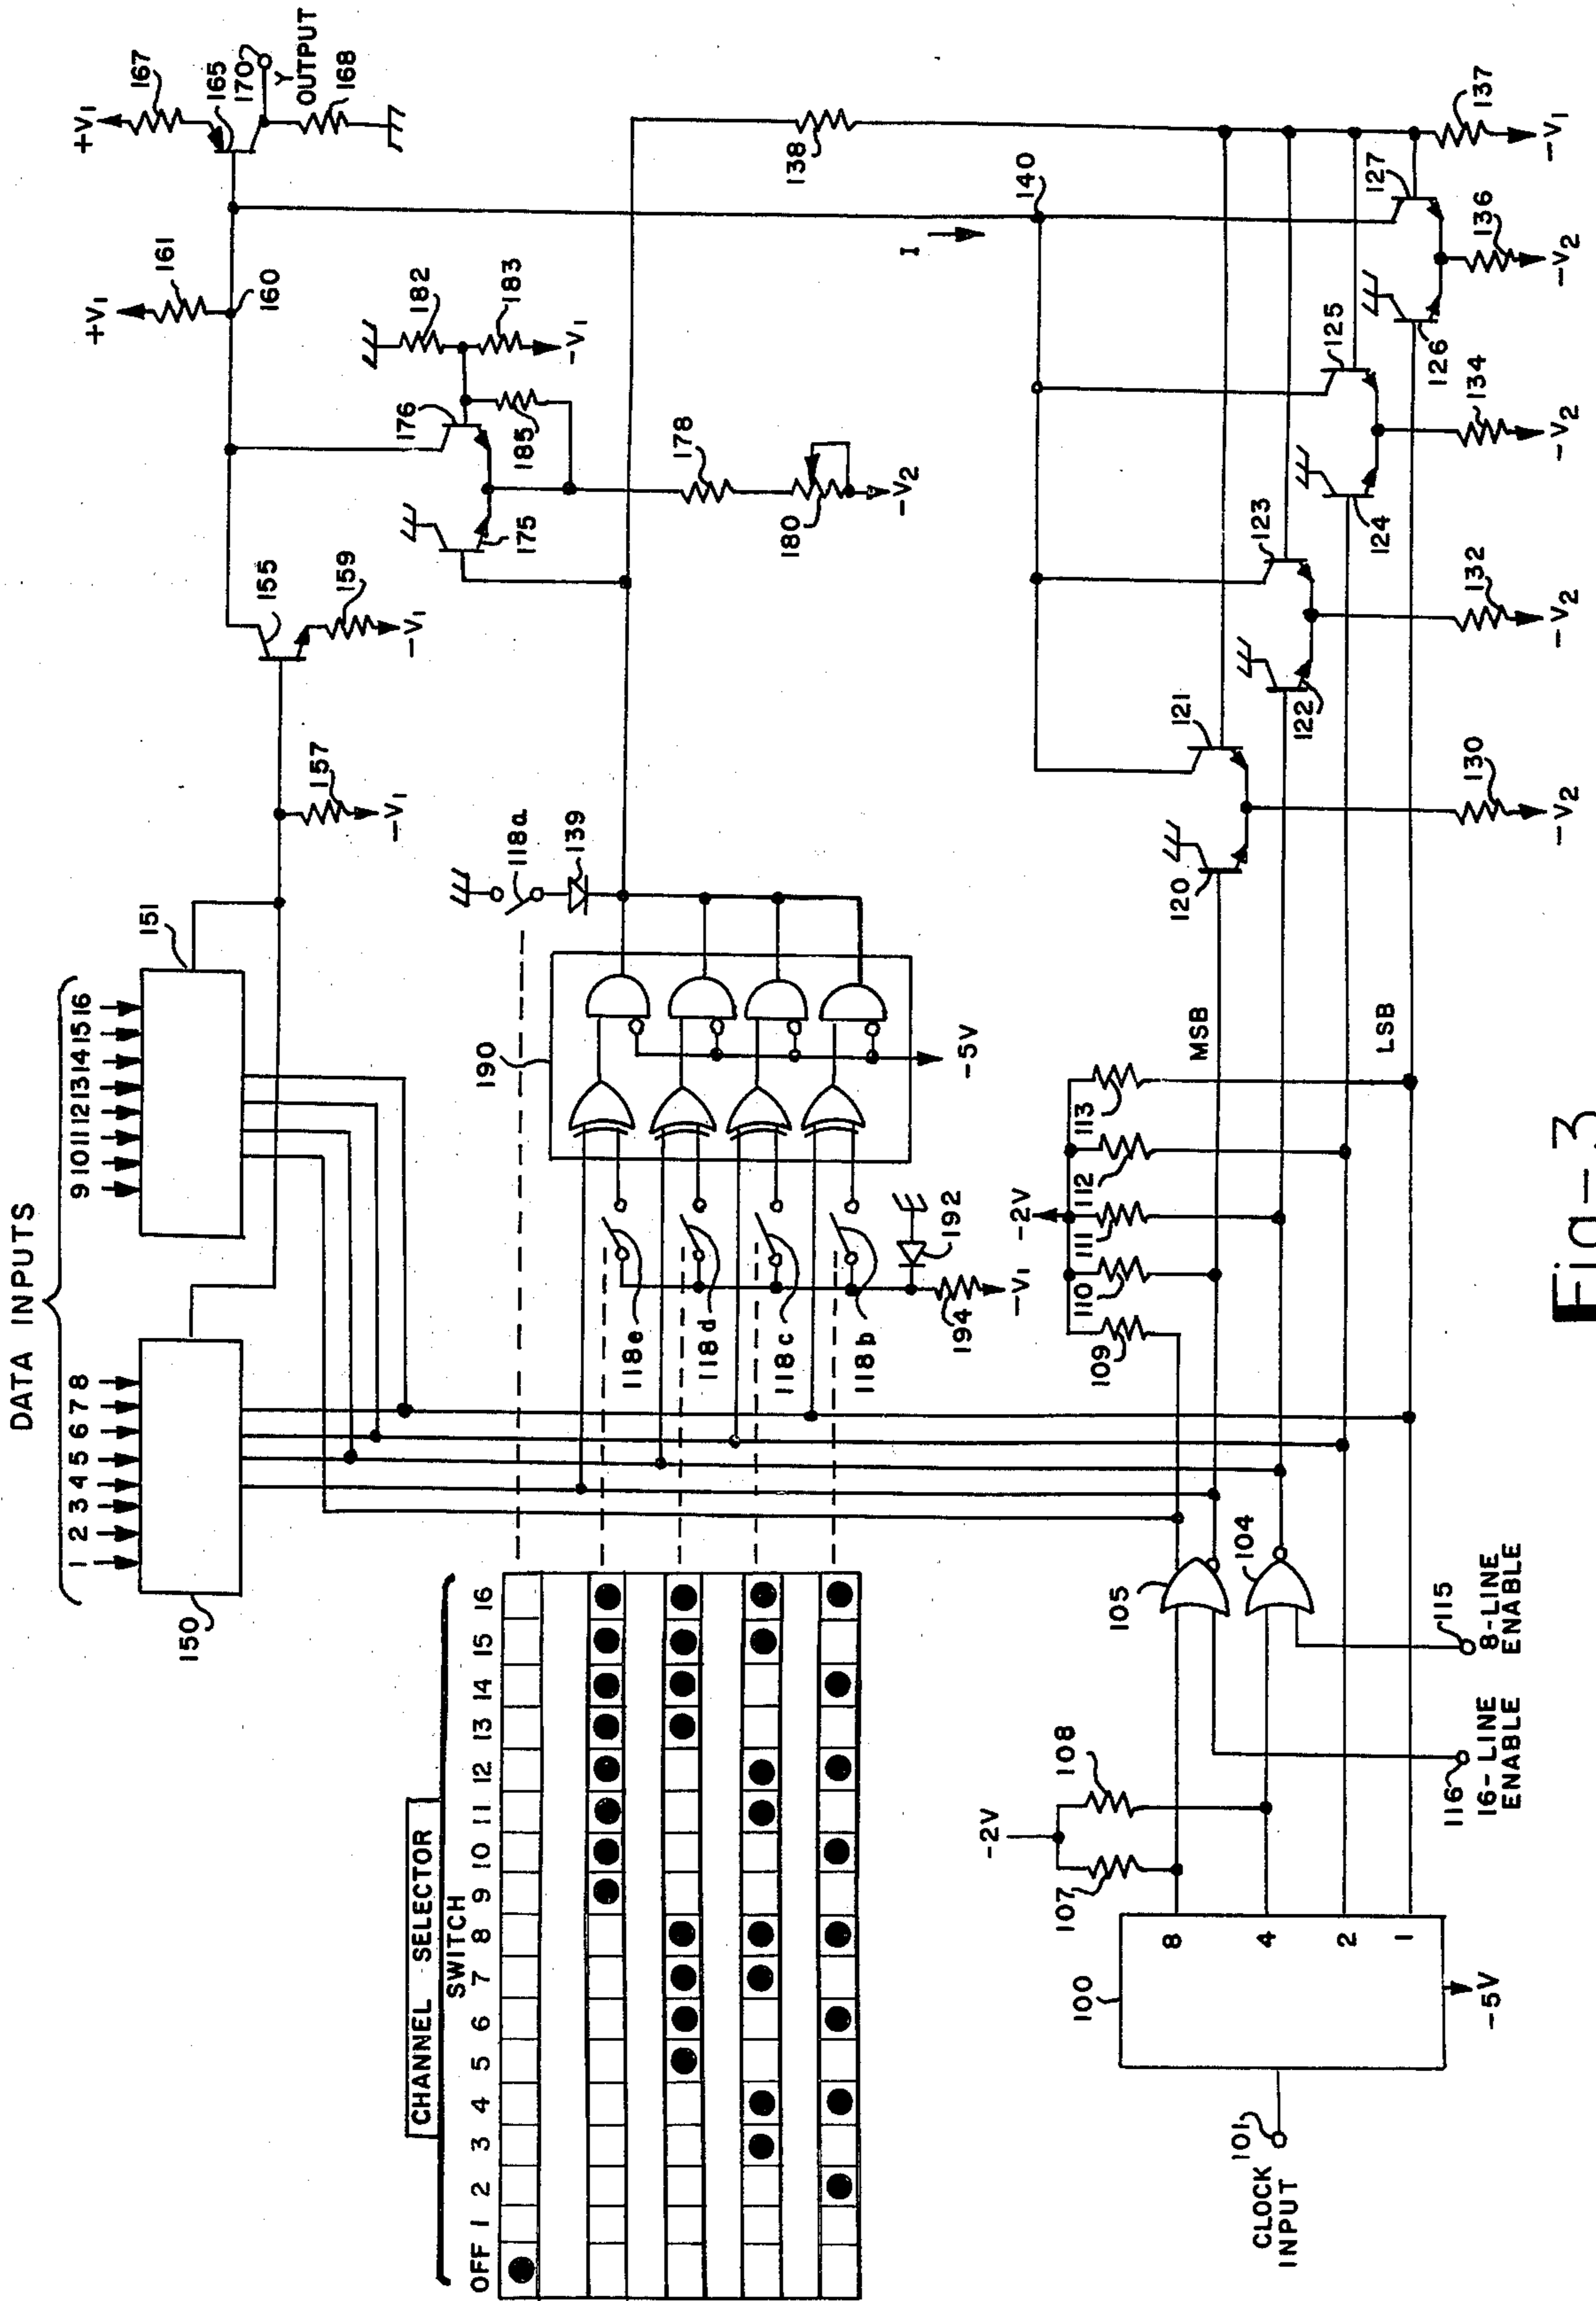 DATA INPUTS
1 2 3 4 5 6 7 8
9 10 11 12 13 14 15 16
150
151
157
-V1
155
159
-V1
+V1
161
160
+V1
167
165
170
Y
OUTPUT
168
176
175
182
183
-V1
185
178
180
-V2
CHANNEL SELECTOR
SWITCH
OFF 1 2 3 4 5 6 7 8 9 10 11 12 13 14 15 16
190
118a
139
118e
118d
118c
118b
-5V
192
194
-V1
138
140
I
CLOCK
INPUT
101
100
8
4
2
1
-5V
-2V
107
108
105
104
116
16-LINE
ENABLE
115
8-LINE
ENABLE
-2V
109
110
111
112
113
MSB
LSB
120
121
122
123
124
125
126
127
130
-V2
132
-V2
134
-V2
136
-V2
137
-V1
Fig-3